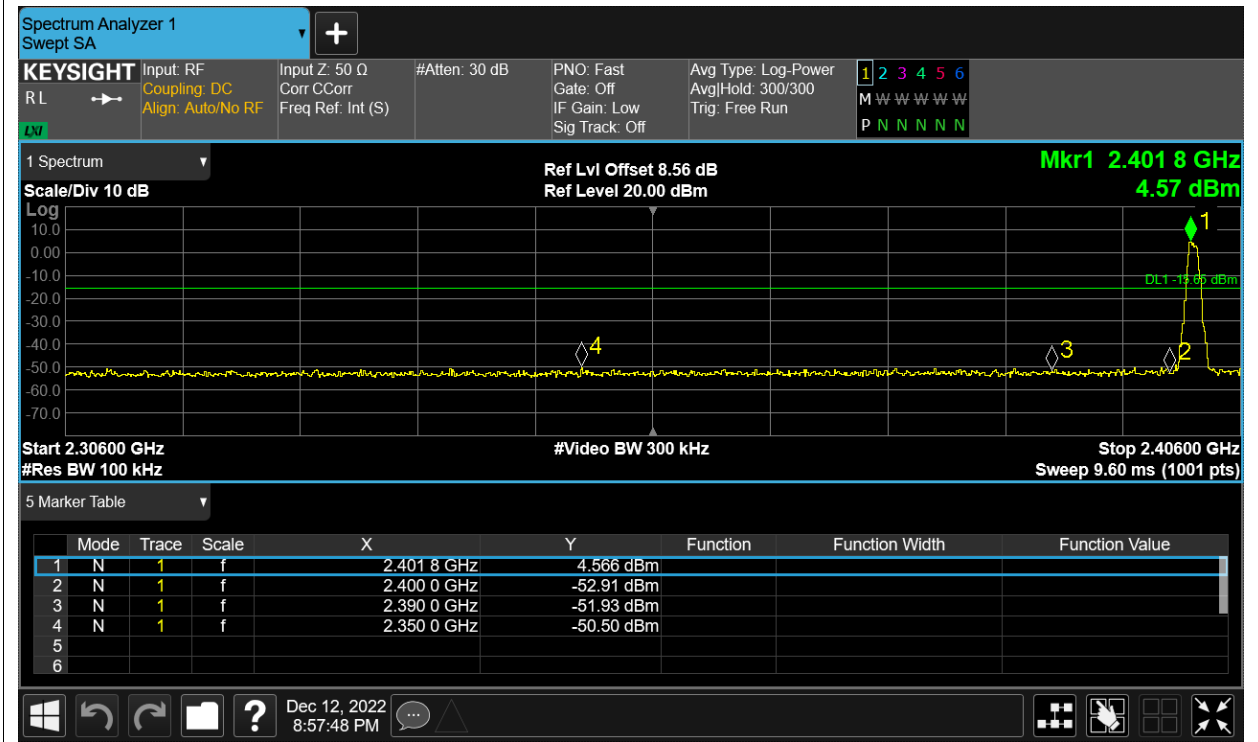 Spectrum Analyzer 1
Swept SA
KEYSIGHT
R L
LXI
Input: RF
Coupling: DC
Align: Auto/No RF
Input Z: 50 Ω
Corr CCorr
Freq Ref: Int (S)
#Atten: 30 dB
PNO: Fast
Gate: Off
IF Gain: Low
Sig Track: Off
Avg Type: Log-Power
Avg|Hold: 300/300
Trig: Free Run
1 2 3 4 5 6
M W W W W W
P N N N N N
1 Spectrum
Scale/Div 10 dB
Ref Lvl Offset 8.56 dB
Ref Level 20.00 dBm
Mkr1 2.401 8 GHz
4.57 dBm
Log
10.0
0.00
-10.0
-20.0
-30.0
-40.0
-50.0
-60.0
-70.0
1
DL1 -15.65 dBm
4
3
2
Start 2.30600 GHz
#Res BW 100 kHz
#Video BW 300 kHz
Stop 2.40600 GHz
Sweep 9.60 ms (1001 pts)
5 Marker Table
Mode Trace Scale X Y Function Function Width Function Value
1 N 1 f 2.401 8 GHz 4.566 dBm
2 N 1 f 2.400 0 GHz -52.91 dBm
3 N 1 f 2.390 0 GHz -51.93 dBm
4 N 1 f 2.350 0 GHz -50.50 dBm
5
6
?
Dec 12, 2022
8:57:48 PM